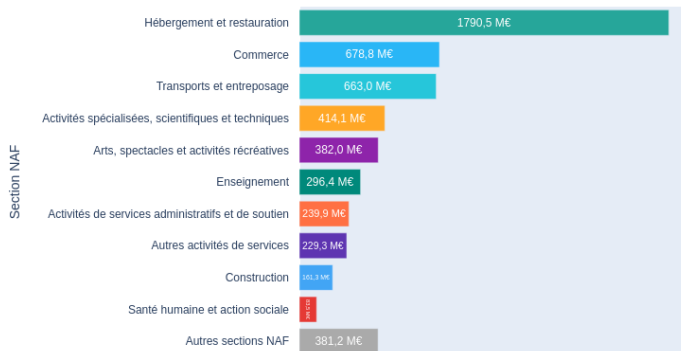 Section NAF
Hébergement et restauration
1790,5 M€
Commerce
678,8 M€
Transports et entreposage
663,0 M€
Activités spécialisées, scientifiques et techniques
414,1 M€
Arts, spectacles et activités récréatives
382,0 M€
Enseignement
296,4 M€
Activités de services administratifs et de soutien
239,9 M€
Autres activités de services
229,3 M€
Construction
161,3 M€
Santé humaine et action sociale
M€
Autres sections NAF
381,2 M€